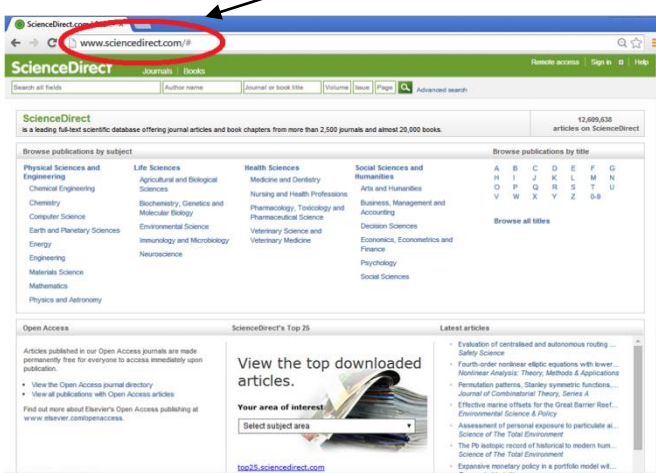 ScienceDirect.com
www.sciencedirect.com/#
ScienceDirect
Journals | Books
Remote access | Sign in | Help
Search all fields
Author name
Journal or book title
Volume
Issue
Page
Advanced search
ScienceDirect
is a leading full-text scientific database offering journal articles and book chapters from more than 2,500 journals and almost 20,000 books.
12,609,638
articles on ScienceDirect
Browse publications by subject
Physical Sciences and
Engineering
Chemical Engineering
Chemistry
Computer Science
Earth and Planetary Sciences
Energy
Engineering
Materials Science
Mathematics
Physics and Astronomy
Life Sciences
Agricultural and Biological
Sciences
Biochemistry, Genetics and
Molecular Biology
Environmental Science
Immunology and Microbiology
Neuroscience
Health Sciences
Medicine and Dentistry
Nursing and Health Professions
Pharmacology, Toxicology and
Pharmaceutical Science
Veterinary Science and
Veterinary Medicine
Social Sciences and
Humanities
Arts and Humanities
Business, Management and
Accounting
Decision Sciences
Economics, Econometrics and
Finance
Psychology
Social Sciences
Browse publications by title
A B C D E F G
H I J K L M N
O P Q R S T U
V W X Y Z 0-9
Browse all titles
Open Access
Articles published in our Open Access journals are made
permanently free for everyone to access immediately upon
publication.
View the Open Access journal directory
View all publications with Open Access articles
Find out more about Elsevier's Open Access publishing at
www.elsevier.com/openaccess.
ScienceDirect's Top 25
View the top downloaded
articles.
Your area of interest:
Select subject area
top25.sciencedirect.com
Latest articles
Evaluation of centralised and autonomous routing ...
Safety Science
Fourth-order nonlinear elliptic equations with lower...
Nonlinear Analysis: Theory, Methods & Applications
Permutation patterns, Stanley symmetric functions,...
Journal of Combinatorial Theory, Series A
Effective marine offsets for the Great Barrier Reef...
Environmental Science & Policy
Assessment of personal exposure to particulate ai...
Science of The Total Environment
The Pb isotopic record of historical to modern hum...
Science of The Total Environment
Expansive monetary policy in a portfolio model wit...